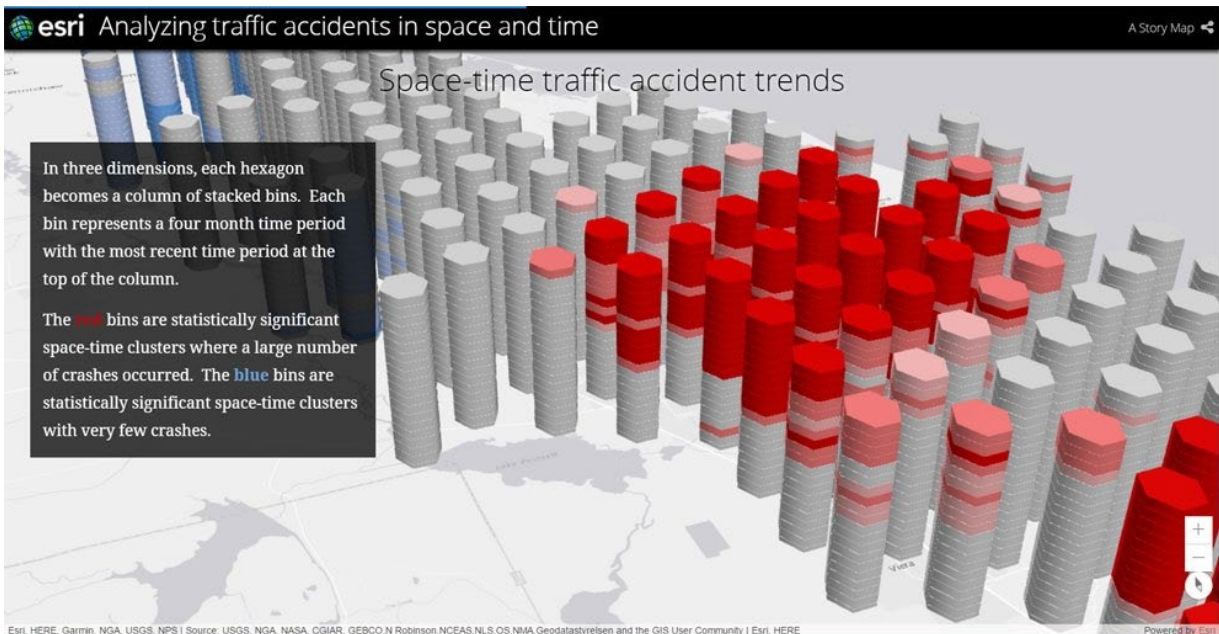 esri Analyzing traffic accidents in space and time
A Story Map
Space-time traffic accident trends
In three dimensions, each hexagon
becomes a column of stacked bins. Each
bin represents a four month time period
with the most recent time period at the
top of the column.
The red bins are statistically significant
space-time clusters where a large number
of crashes occurred. The blue bins are
statistically significant space-time clusters
with very few crashes.
+
−
Viera
Esri, HERE, Garmin, NGA, USGS, NPS | Source: USGS, NGA, NASA, CGIAR, GEBCO,N Robinson,NCEAS,NLS,OS,NMA,Geodatastyrelsen and the GIS User Community | Esri, HERE
Powered by Esri